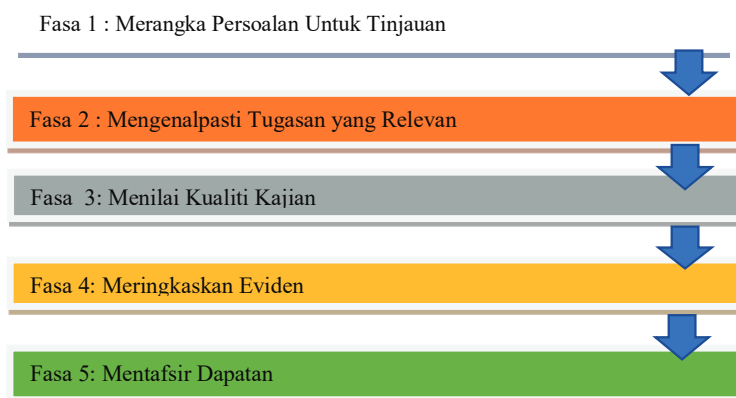 Fasa 1 : Merangka Persoalan Untuk Tinjauan
Fasa 2 : Mengenalpasti Tugasan yang Relevan
Fasa 3: Menilai Kualiti Kajian
Fasa 4: Meringkaskan Eviden
Fasa 5: Mentafsir Dapatan